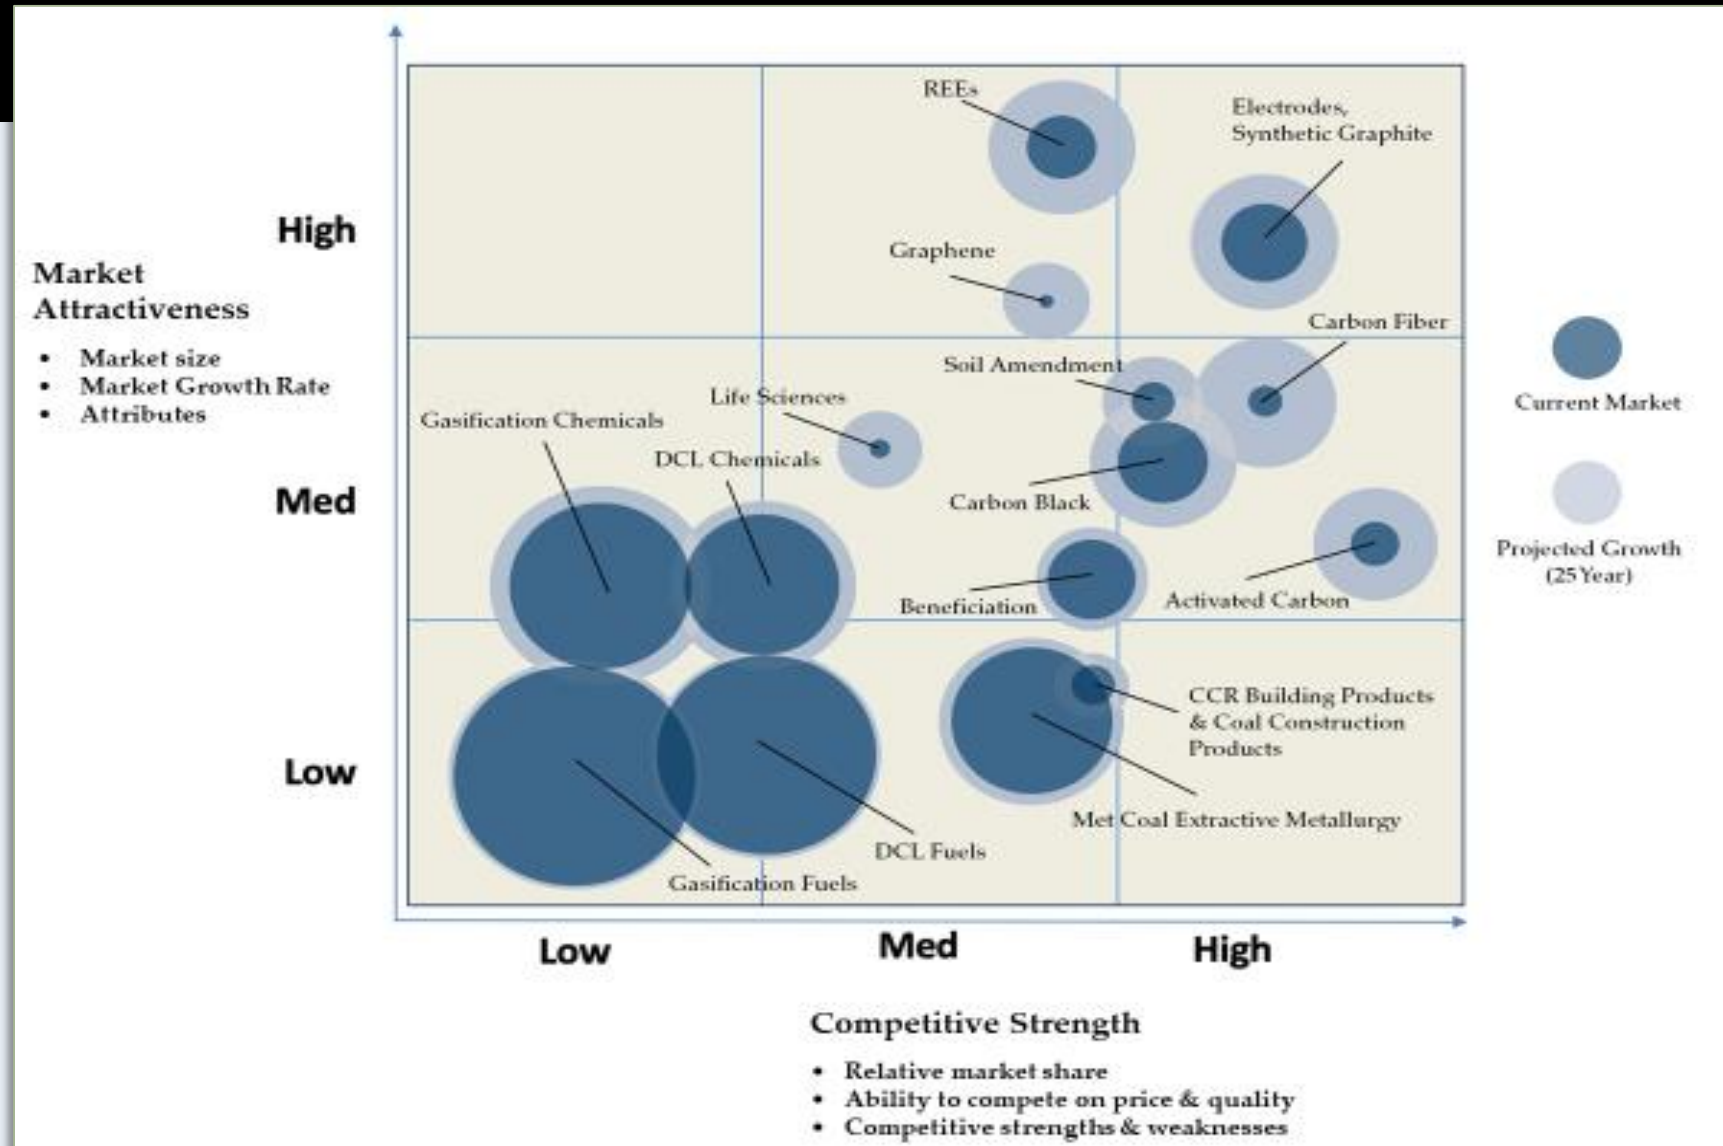 REEs
Electrodes,
Synthetic Graphite
High
Graphene
Market
Attractiveness
• Market size
• Market Growth Rate
• Attributes
Carbon Fiber
Soil Amendment
Life Sciences
Gasification Chemicals
DCL Chemicals
Current Market
Med
Carbon Black
Projected Growth
(25 Year)
Beneficiation
Activated Carbon
CCR Building Products
& Coal Construction
Products
Low
Met Coal Extractive Metallurgy
DCL Fuels
Gasification Fuels
Low
Med
High
Competitive Strength
• Relative market share
• Ability to compete on price & quality
• Competitive strengths & weaknesses